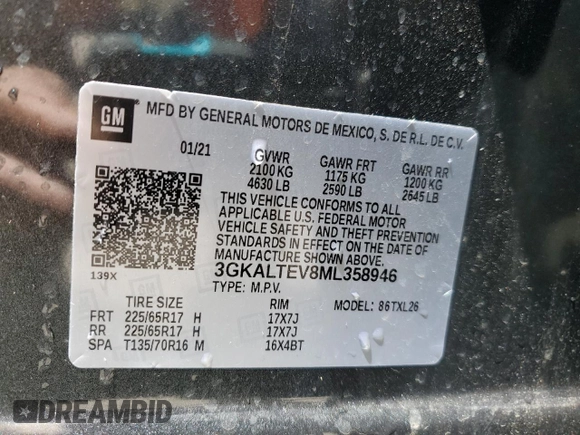 GM
MFD BY GENERAL MOTORS DE MEXICO, S. DE R.L. DE C.V.
01/21 GVWR GAWR FRT GAWR RR
2100 KG 1175 KG 1200 KG
4630 LB 2590 LB 2645 LB
THIS VEHICLE CONFORMS TO ALL
APPLICABLE U.S. FEDERAL MOTOR
VEHICLE SAFETY AND THEFT PREVENTION
STANDARDS IN EFFECT ON THE DATE OF
MANUFACTURE SHOWN ABOVE.
139X
3GKALTEV8ML358946
TYPE: M.P.V.
TIRE SIZE RIM MODEL: 86TXL26
FRT 225/65R17 H 17X7J
RR 225/65R17 H 17X7J
SPA T135/70R16 M 16X4BT
DREAMBID